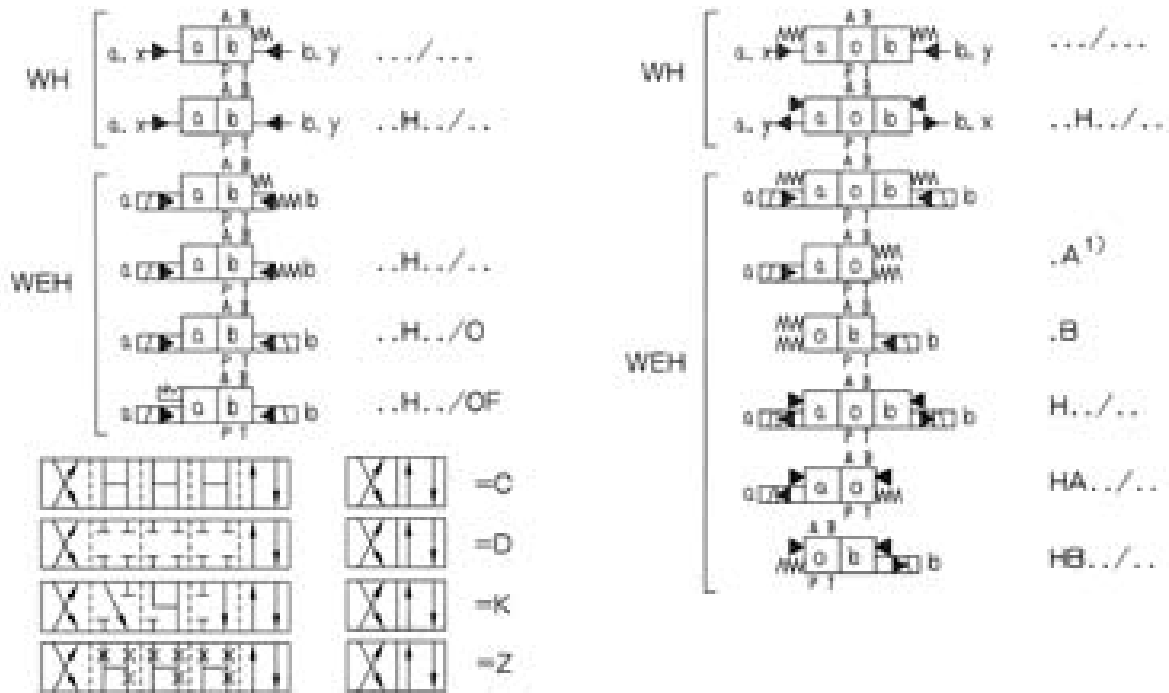 A B
WH
a, x a b b, y .../...
P T
A B
a, x a b b, y ..H../..
P T
A B
a a b b
P T
A B
WEH
a a b b ..H../..
P T
A B
a a b b ..H../O
P T
A B
a a b b ..H../OF
P T
=C
=D
=K
=Z
A B
WH
a, x a O b b, y .../...
P T
A B
a, y a O b b, x ..H../..
P T
A B
a a O b b
P T
A B
a a O .A¹⁾
P T
A B
WEH
O b b .B
P T
A B
a a O b b H../..
P T
A B
a a O HA../..
P T
A B
O b b HB../..
P T